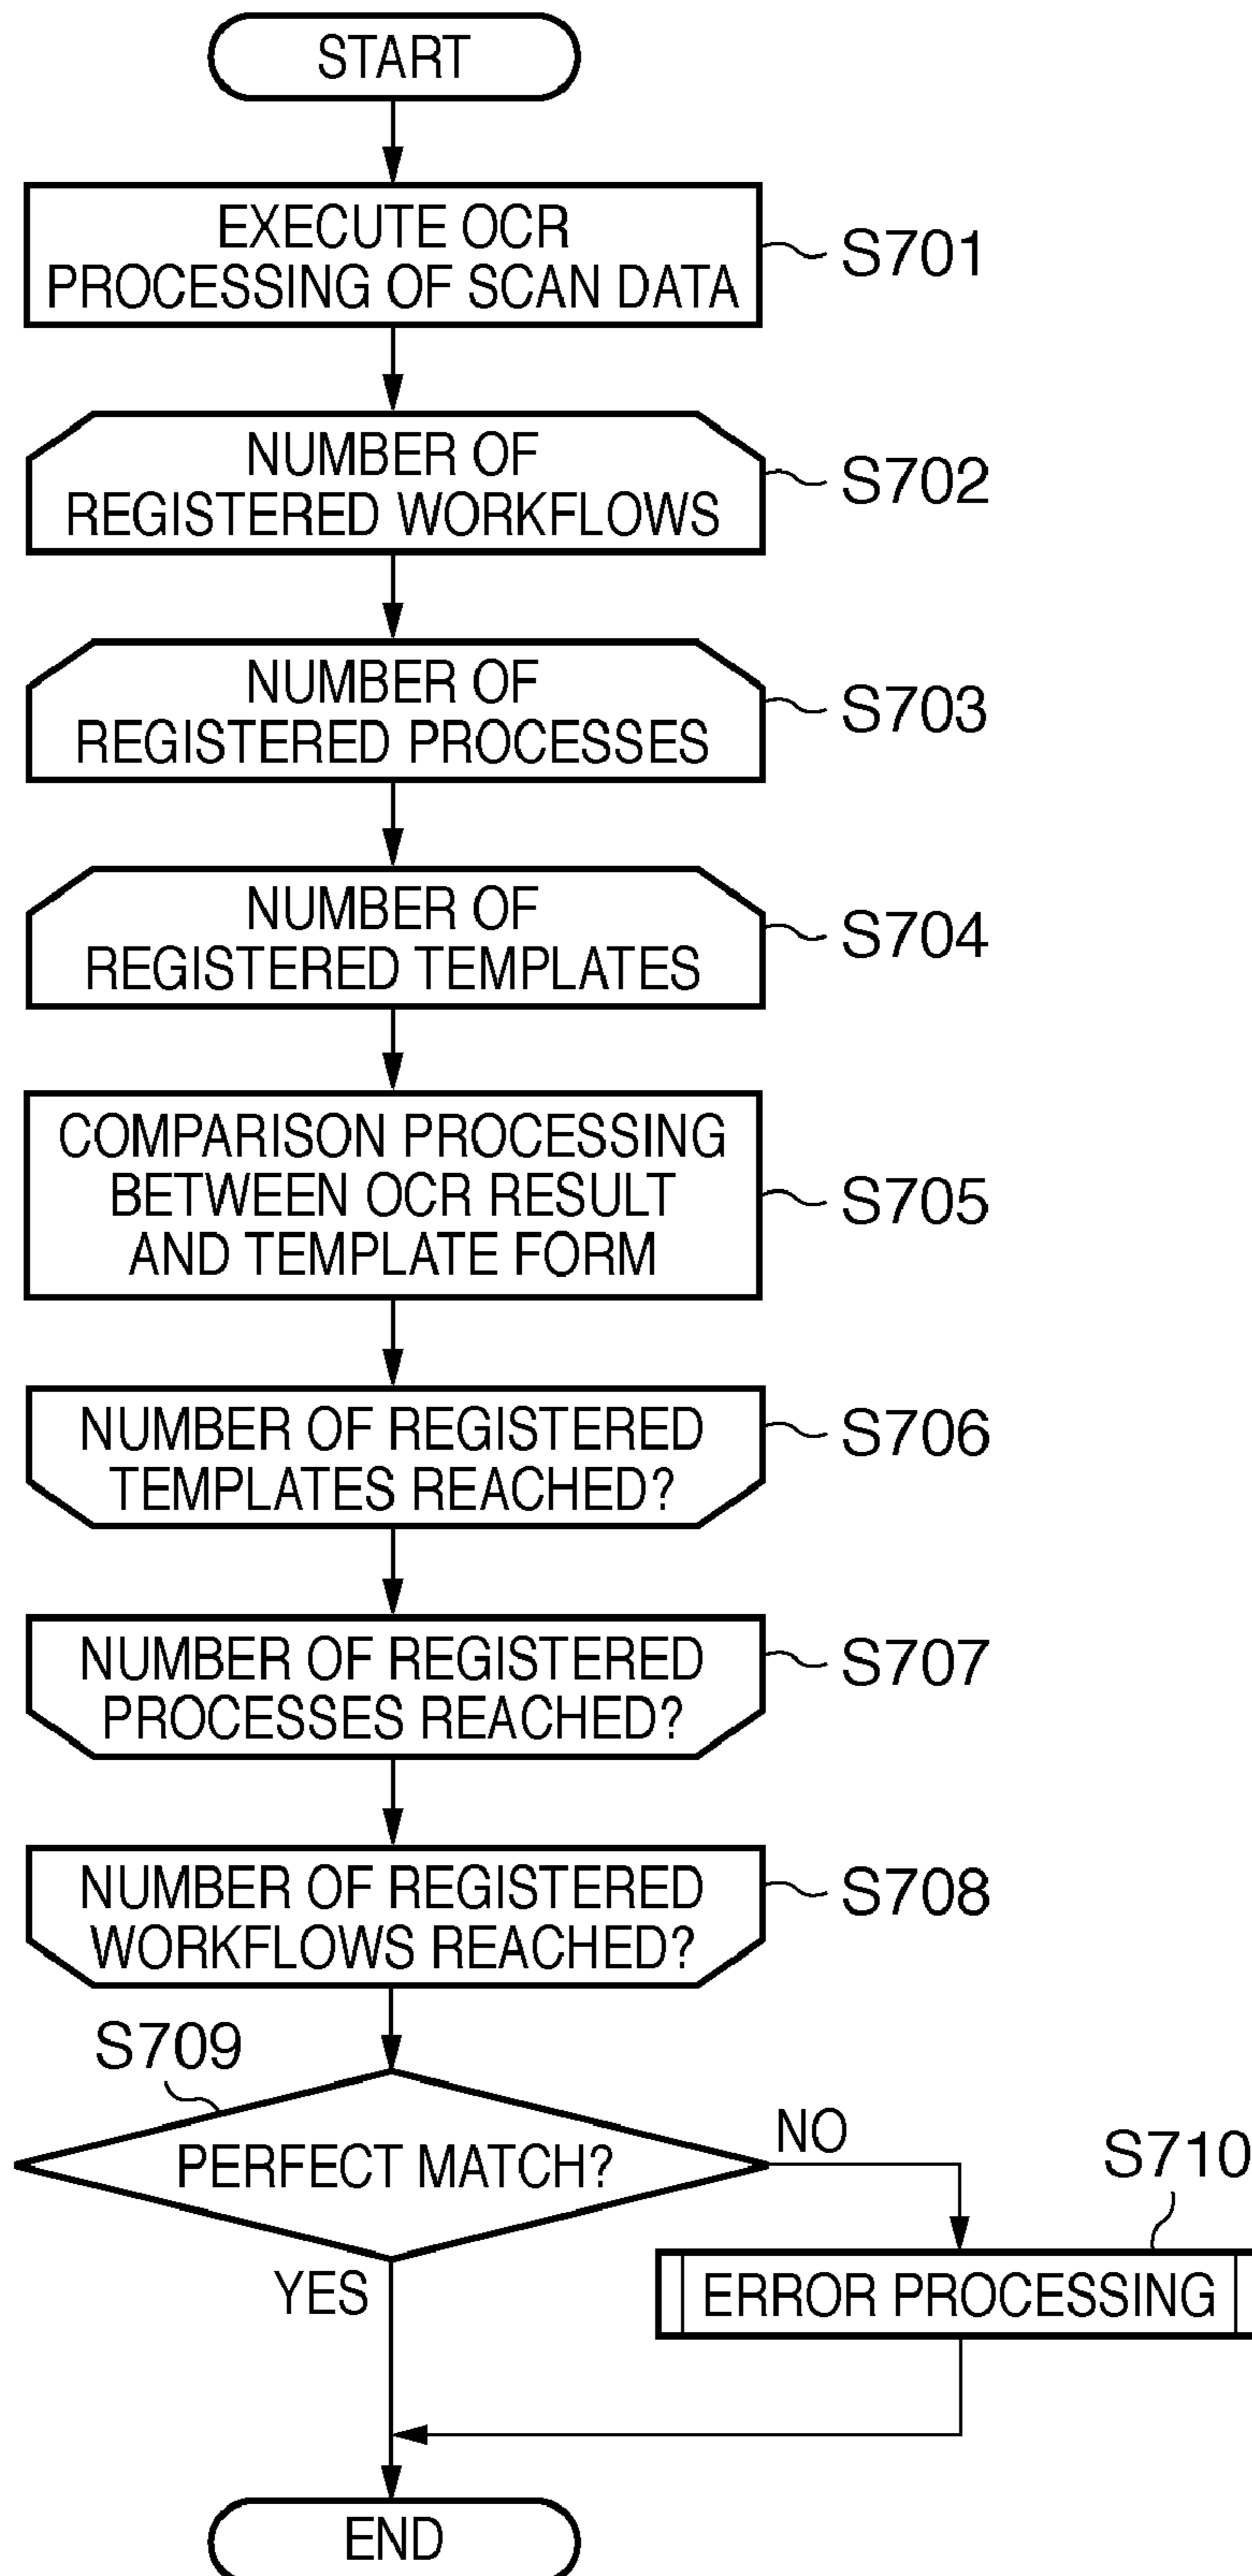 START
EXECUTE OCR
PROCESSING OF SCAN DATA
S701
NUMBER OF
REGISTERED WORKFLOWS
S702
NUMBER OF
REGISTERED PROCESSES
S703
NUMBER OF
REGISTERED TEMPLATES
S704
COMPARISON PROCESSING
BETWEEN OCR RESULT
AND TEMPLATE FORM
S705
NUMBER OF REGISTERED
TEMPLATES REACHED?
S706
NUMBER OF REGISTERED
PROCESSES REACHED?
S707
NUMBER OF REGISTERED
WORKFLOWS REACHED?
S708
S709
PERFECT MATCH?
NO
S710
YES
ERROR PROCESSING
END